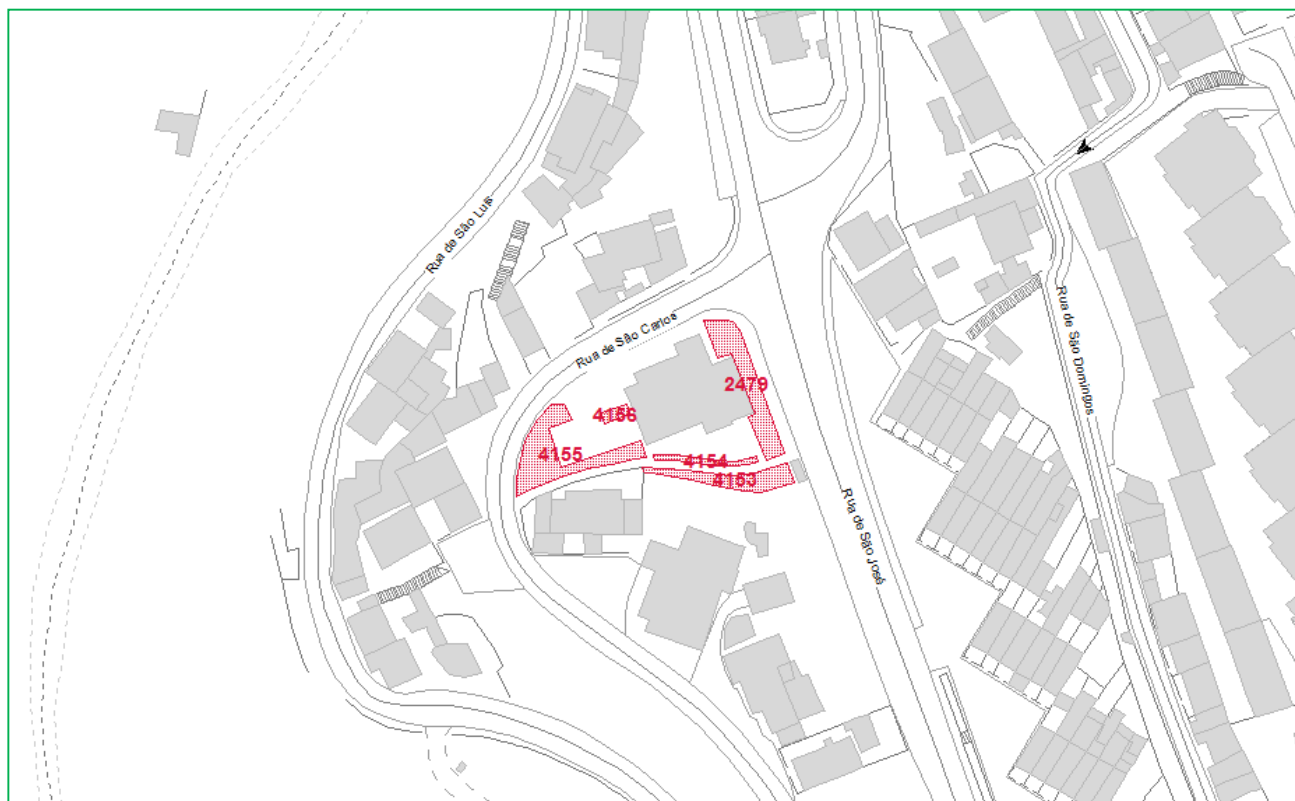 Rua de São Luís
Rua de São Carlos
2479
4156
4155
4154
4153
Rua de São Domingos
Rua de São José